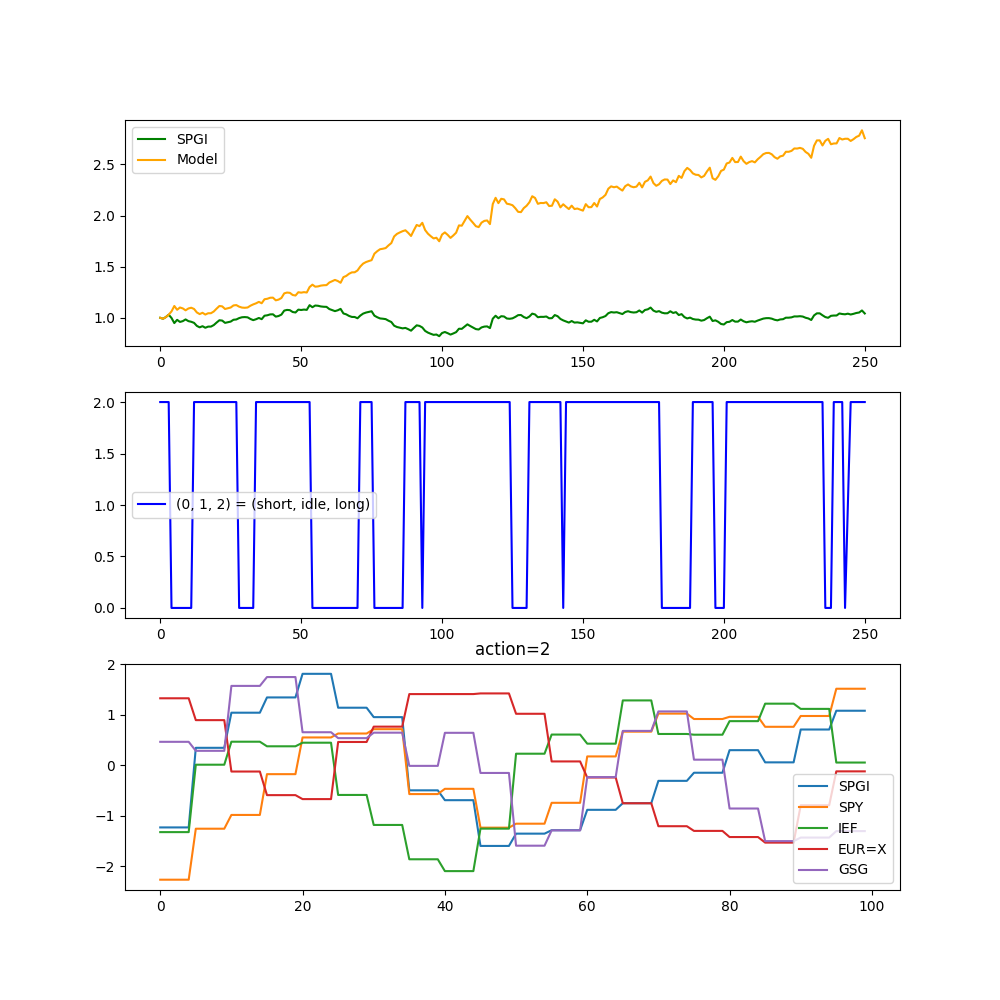 SPGI
Model
2.5
2.0
1.5
1.0
0 50 100 150 200 250
2.0
1.5
1.0
0.5
0.0
(0, 1, 2) = (short, idle, long)
0 50 100 150 200 250
action=2
2
1
0
−1
−2
SPGI
SPY
IEF
EUR=X
GSG
0 20 40 60 80 100